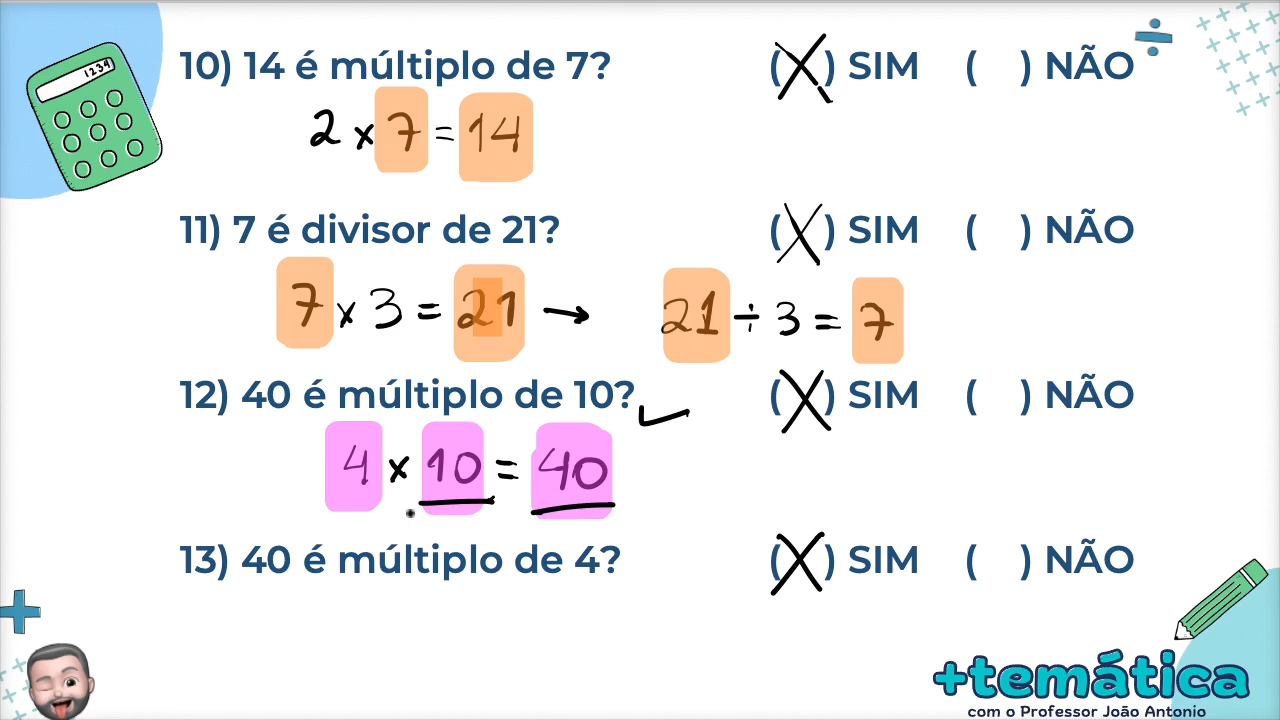 1234
10) 14 é múltiplo de 7? (X) SIM ( ) NÃO
2 x 7 = 14
11) 7 é divisor de 21? (X) SIM ( ) NÃO
7 x 3 = 21 → 21 ÷ 3 = 7
12) 40 é múltiplo de 10? ✓ (X) SIM ( ) NÃO
4 x 10 = 40
13) 40 é múltiplo de 4? (X) SIM ( ) NÃO
+temática
com o Professor João Antonio